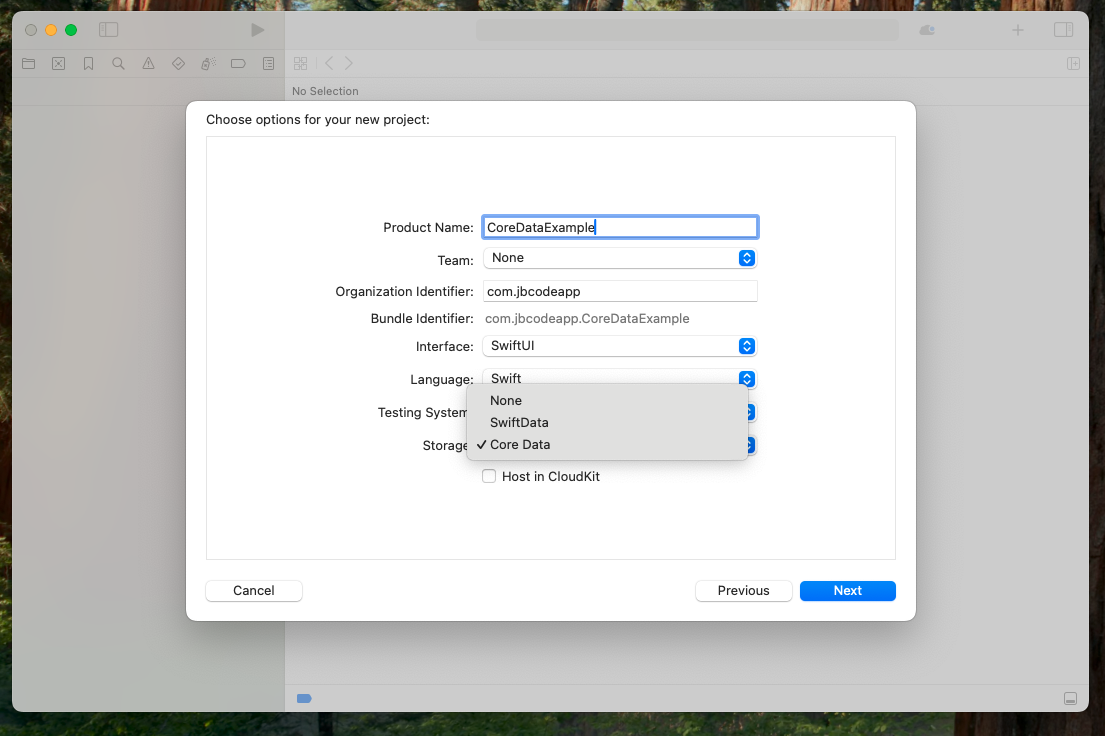 No Selection
Choose options for your new project:
Product Name: CoreDataExample
Team: None
Organization Identifier: com.jbcodeapp
Bundle Identifier: com.jbcodeapp.CoreDataExample
Interface: SwiftUI
Language: Swift
None
Testing System
SwiftData
Storage
✓ Core Data
Host in CloudKit
Cancel
Previous
Next